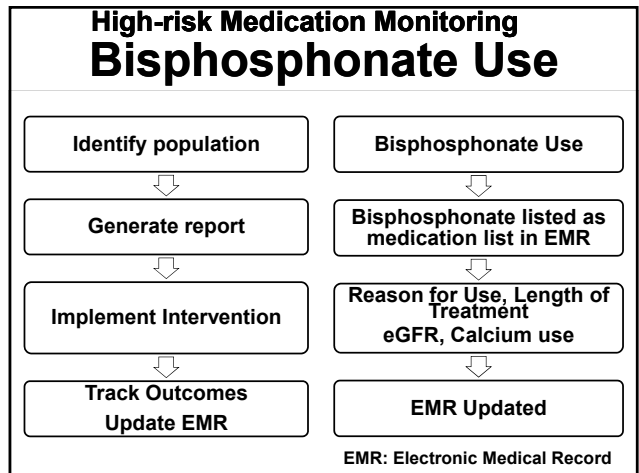 High-risk Medication Monitoring
Bisphosphonate Use
Identify population
Generate report
Implement Intervention
Track Outcomes
Update EMR
Bisphosphonate Use
Bisphosphonate listed as
medication list in EMR
Reason for Use, Length of
Treatment
eGFR, Calcium use
EMR Updated
EMR: Electronic Medical Record